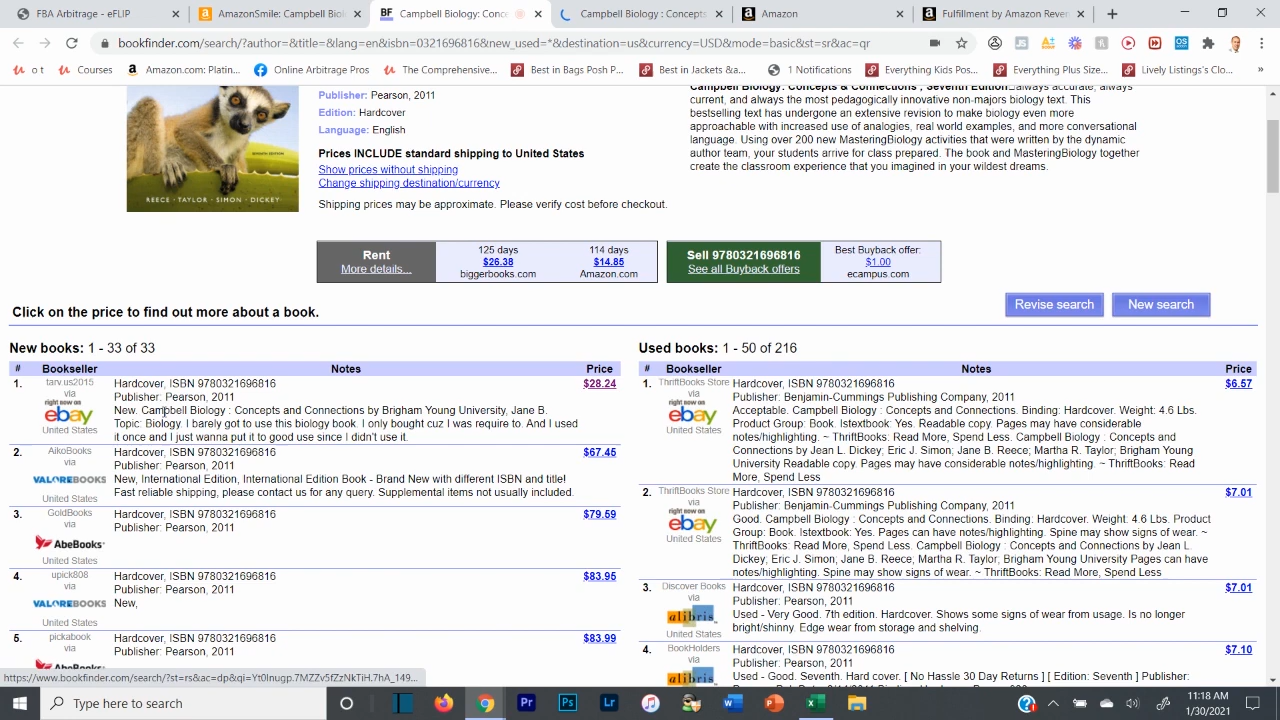 FBA Arbitrage - eFLIP
AmazonSmile: Campbell Biol
BF Campbell Biology: Conce
Campbell Biology : Concepts
Amazon
Fulfillment by Amazon Reve
bookfinder.com/search/?author=&title=&lang=en&isbn=0321696816&new_used=*&destination=us&currency=USD&mode=basic&st=sr&ac=qr
o t
Courses
Amazon.com: Platin...
Online Arbitrage Pros
The Comprehensive...
Best in Bags Posh P...
Best in Jackets &a...
1 Notifications
Everything Kids Pos...
Everything Plus Size...
Lively Listings's Clo...
Publisher: Pearson, 2011
Edition: Hardcover
Language: English
Prices INCLUDE standard shipping to United States
Show prices without shipping
Change shipping destination/currency
Shipping prices may be approximate. Please verify cost before checkout.
SEVENTH EDITION
REECE · TAYLOR · SIMON · DICKEY
Campbell Biology: Concepts & Connections , Seventh Edition...always accurate, always
current, and always the most pedagogically innovative non-majors biology text. This
bestselling text has undergone an extensive revision to make biology even more
approachable with increased use of analogies, real world examples, and more conversational
language. Using over 200 new MasteringBiology activities that were written by the dynamic
author team, your students arrive for class prepared. The book and MasteringBiology together
create the classroom experience that you imagined in your wildest dreams.
Rent
More details...
125 days
$26.38
biggerbooks.com
114 days
$14.85
Amazon.com
Sell 9780321696816
See all Buyback offers
Best Buyback offer:
$1.00
ecampus.com
Click on the price to find out more about a book.
Revise search
New search
New books: 1 - 33 of 33
# Bookseller Notes Price
1. tarv.us2015 via right now on ebay United States
Hardcover, ISBN 9780321696816 $28.24
Publisher: Pearson, 2011
New. Campbell Biology : Concepts and Connections by Brigham Young University, Jane B.
Topic: Biology. I barely got to use this biology book. I only bought cuz I was require to. And I used
it once and I just wanna put it to good use since I didn't use it.
2. AikoBooks via VALOREBOOKS United States
Hardcover, ISBN 9780321696816 $67.45
Publisher: Pearson, 2011
New, International Edition, International Edition Book - Brand New with different ISBN and title!
Fast reliable shipping, please contact us for any query. Supplemental items not usually included.
3. GoldBooks via AbeBooks United States
Hardcover, ISBN 9780321696816 $79.59
Publisher: Pearson, 2011
4. upick808 via VALOREBOOKS United States
Hardcover, ISBN 9780321696816 $83.95
Publisher: Pearson, 2011
New,
5. pickabook via AbeBooks
Hardcover, ISBN 9780321696816 $83.99
Publisher: Pearson, 2011
Used books: 1 - 50 of 216
# Bookseller Notes Price
1. ThriftBooks Store via right now on ebay United States
Hardcover, ISBN 9780321696816 $6.57
Publisher: Benjamin-Cummings Publishing Company, 2011
Acceptable. Campbell Biology : Concepts and Connections. Binding: Hardcover. Weight: 4.6 Lbs.
Product Group: Book. Istextbook: Yes. Readable copy. Pages may have considerable
notes/highlighting. ~ ThriftBooks: Read More, Spend Less. Campbell Biology : Concepts and
Connections by Jean L. Dickey; Eric J. Simon; Jane B. Reece; Martha R. Taylor; Brigham Young
University Readable copy. Pages may have considerable notes/highlighting. ~ ThriftBooks: Read
More, Spend Less
2. ThriftBooks Store via right now on ebay United States
Hardcover, ISBN 9780321696816 $7.01
Publisher: Benjamin-Cummings Publishing Company, 2011
Good. Campbell Biology : Concepts and Connections. Binding: Hardcover. Weight: 4.6 Lbs. Product
Group: Book. Istextbook: Yes. Pages can have notes/highlighting. Spine may show signs of wear. ~
ThriftBooks: Read More, Spend Less. Campbell Biology : Concepts and Connections by Jean L.
Dickey; Eric J. Simon; Jane B. Reece; Martha R. Taylor; Brigham Young University Pages can have
notes/highlighting. Spine may show signs of wear. ~ ThriftBooks: Read More, Spend Less
3. Discover Books via alibris United States
Hardcover, ISBN 9780321696816 $7.01
Publisher: Pearson, 2011
Used - Very Good. 7th edition. Hardcover. Shows some signs of wear from usage. Is no longer
bright/shinny. Edge wear from storage and shelving.
4. BookHolders via alibris
Hardcover, ISBN 9780321696816 $7.10
Publisher: Pearson, 2011
Used - Good. Seventh. Hard cover. [ No Hassle 30 Day Returns ] [ Edition: Seventh ] Publisher:
Type here to search
11:18 AM
1/30/2021